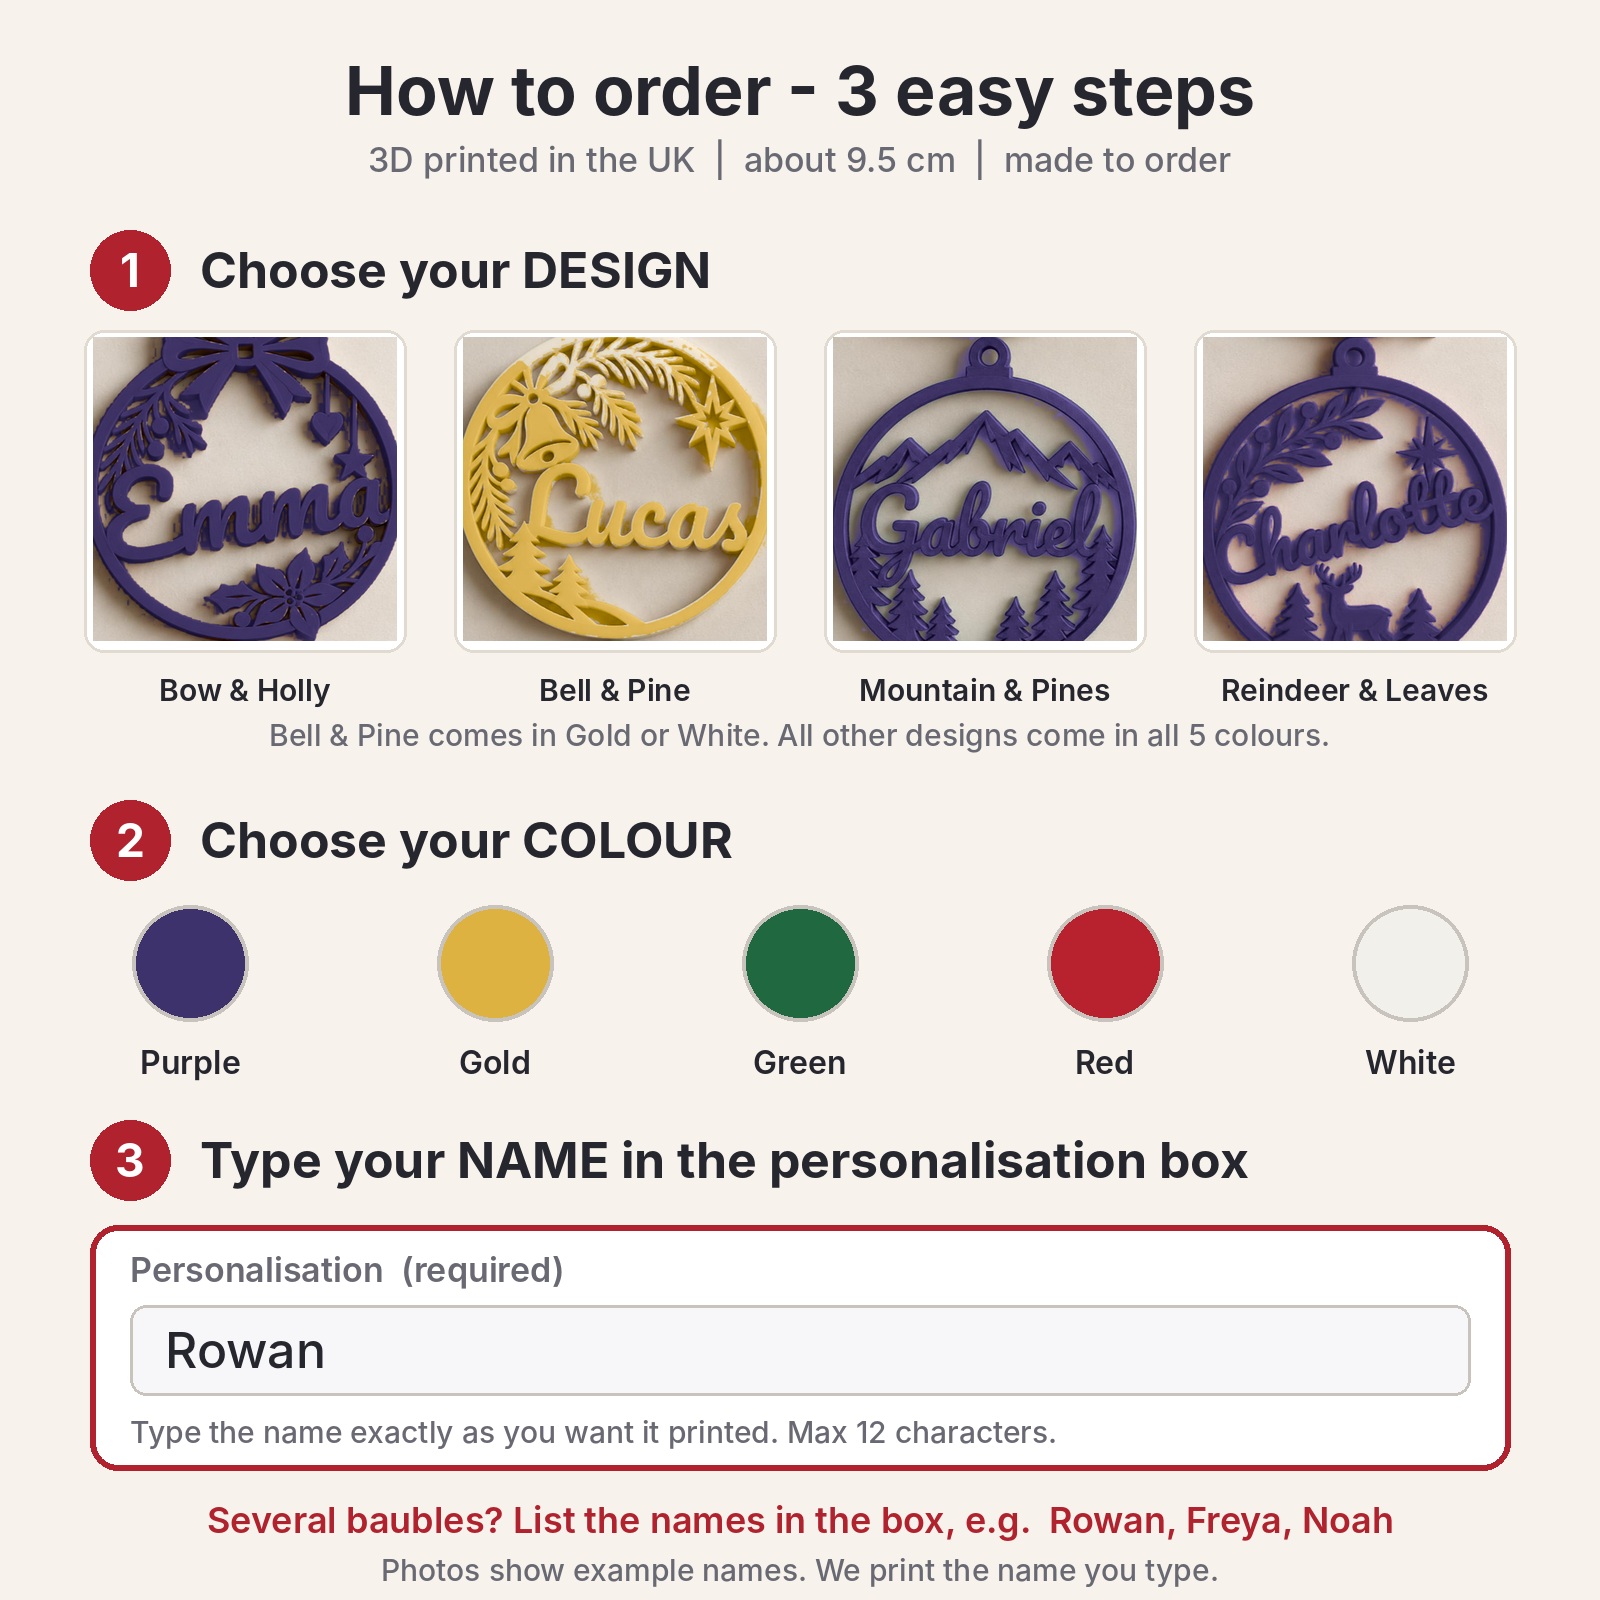 How to order - 3 easy steps
3D printed in the UK | about 9.5 cm | made to order
1 Choose your DESIGN
Emma Lucas Gabriel Charlotte
Bow & Holly Bell & Pine Mountain & Pines Reindeer & Leaves
Bell & Pine comes in Gold or White. All other designs come in all 5 colours.
2 Choose your COLOUR
Purple Gold Green Red White
3 Type your NAME in the personalisation box
Personalisation (required)
Rowan
Type the name exactly as you want it printed. Max 12 characters.
Several baubles? List the names in the box, e.g. Rowan, Freya, Noah
Photos show example names. We print the name you type.